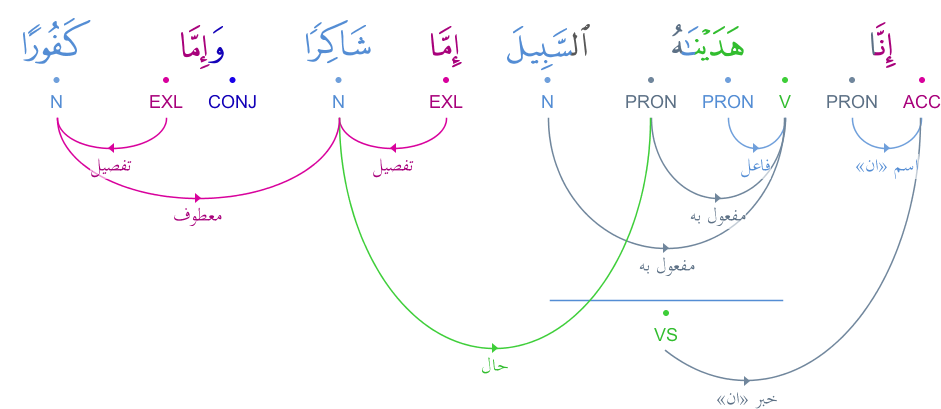 إِنَّا هَدَيْنَٰهُ ٱلسَّبِيلَ إِمَّا شَاكِرًا وَإِمَّا كَفُورًا
N EXL CONJ N EXL N PRON PRON V PRON ACC
تفصيل تفصيل فاعل اسم «ان»
معطوف مفعول به
مفعول به
VS
حال
خبر «ان»